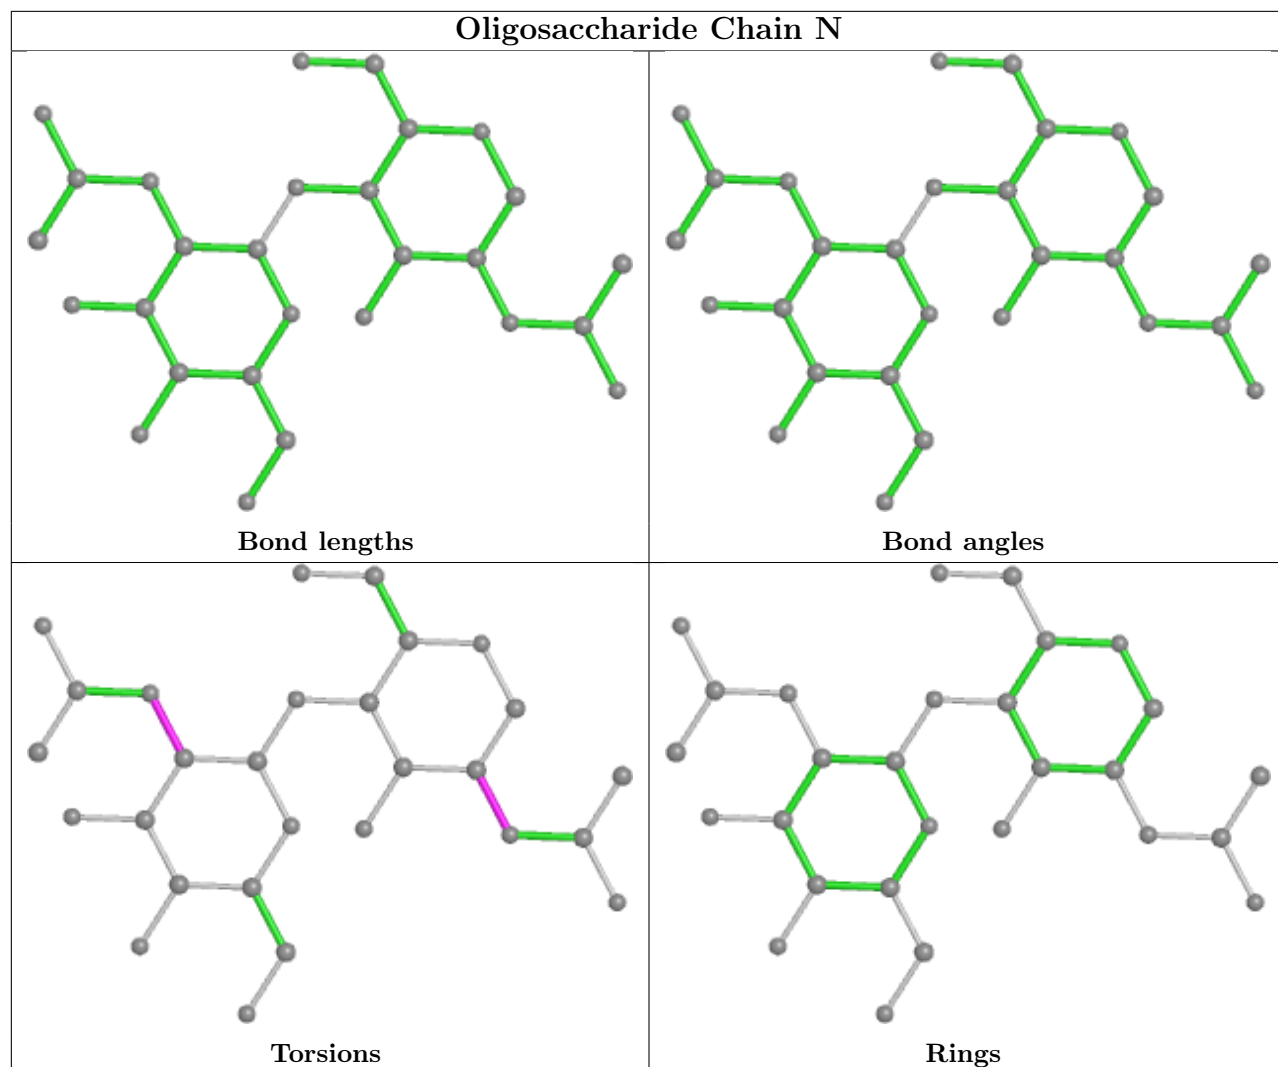 Oligosaccharide Chain N
Bond lengths
Bond angles
Torsions
Rings